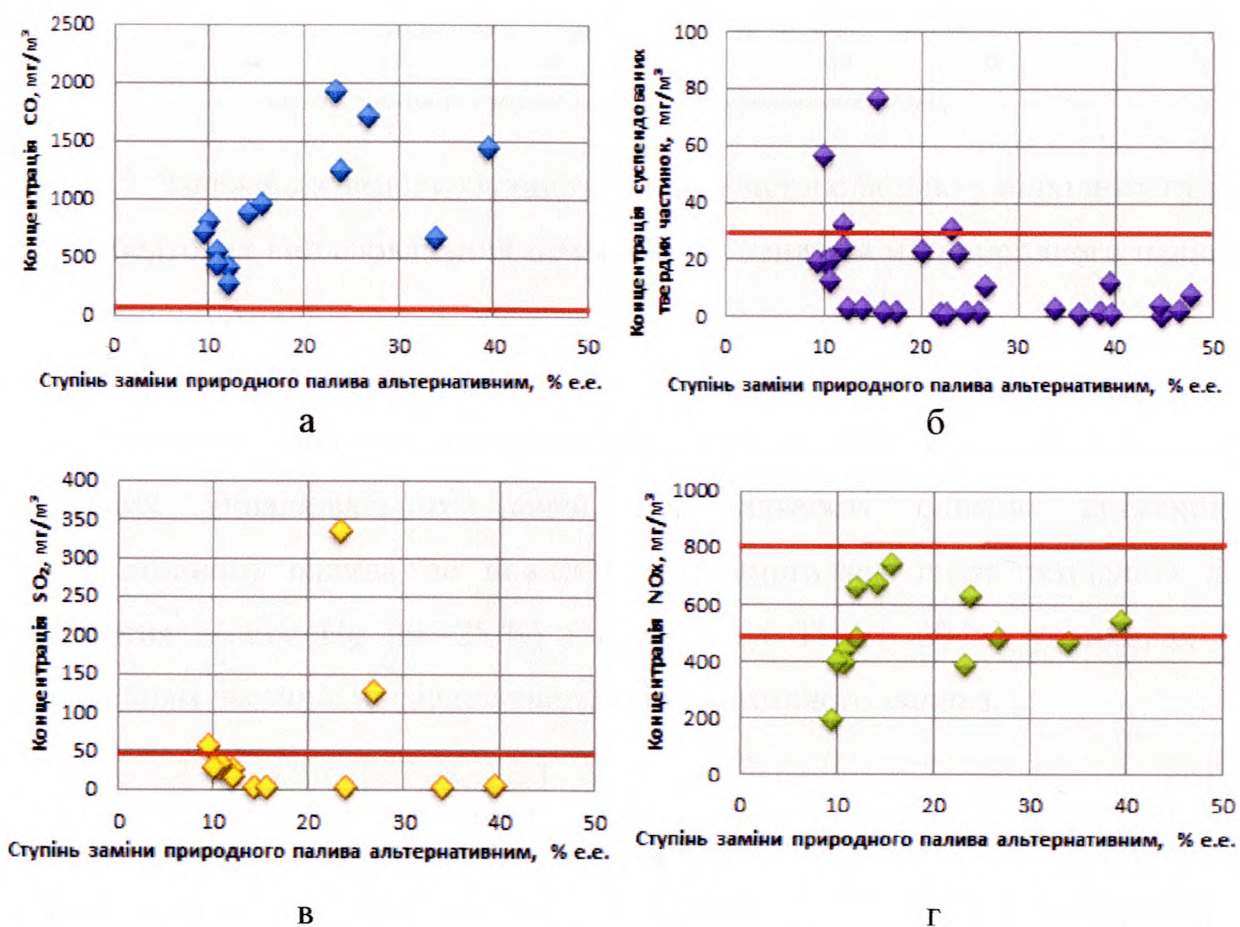 Концентрація CO, мг/м³
2500
2000
1500
1000
500
0
0 10 20 30 40 50
Ступінь заміни природного палива альтернативним, % е.е.
а
Концентрація суспендованих
твердих частинок, мг/м³
100
80
60
40
20
0
0 10 20 30 40 50
Ступінь заміни природного палива альтернативним, % е.е.
б
Концентрація SO₂, мг/м³
400
350
300
250
200
150
100
50
0
0 10 20 30 40 50
Ступінь заміни природного палива альтернативним, % е.е.
в
Концентрація NOx, мг/м³
1000
800
600
400
200
0
0 10 20 30 40 50
Ступінь заміни природного палива альтернативним, % е.е.
г